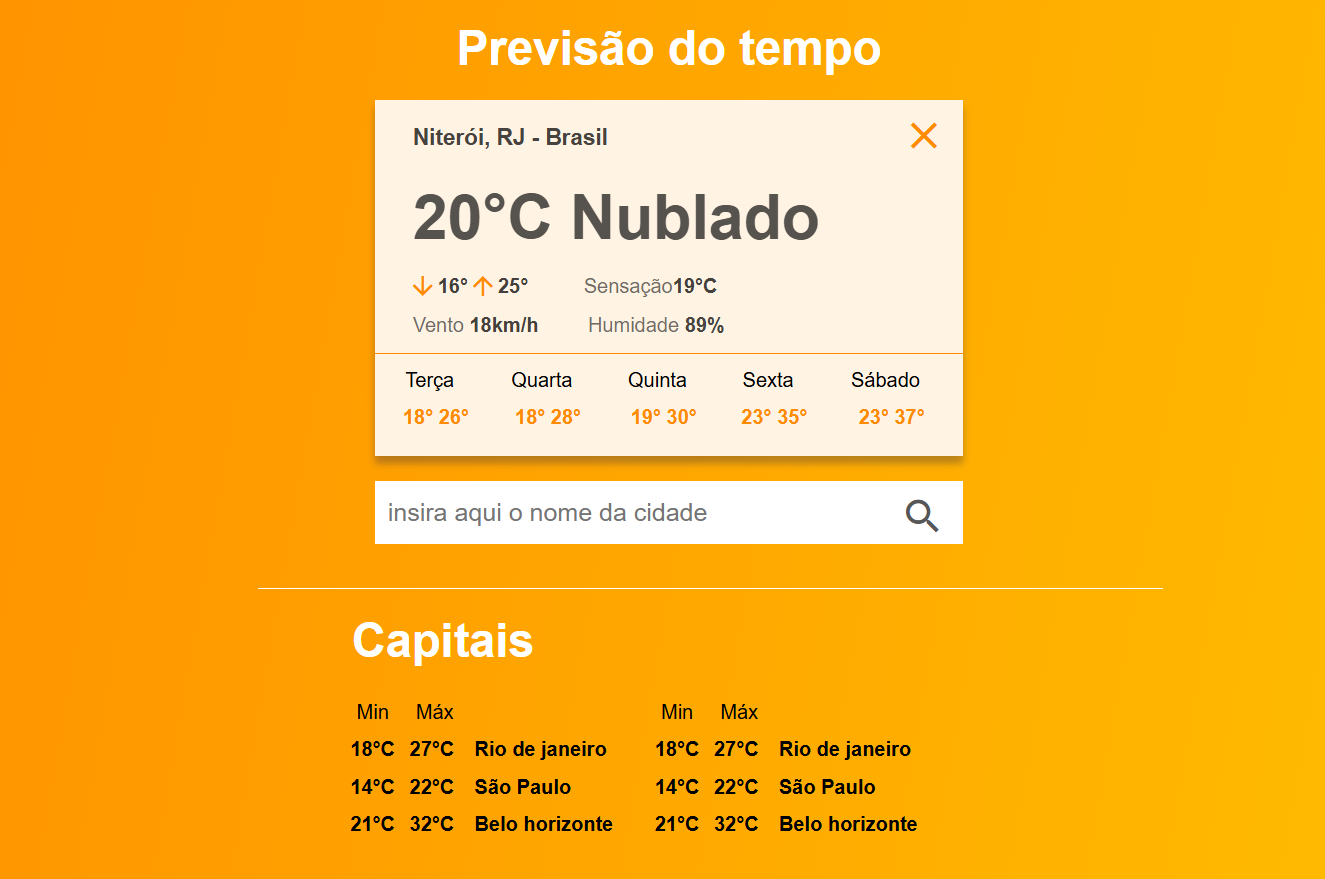 Previsão do tempo
Niterói, RJ - Brasil
20°C Nublado
16° 25° Sensação19°C
Vento 18km/h Humidade 89%
Terça Quarta Quinta Sexta Sábado
18° 26° 18° 28° 19° 30° 23° 35° 23° 37°
insira aqui o nome da cidade
Capitais
Min Máx Min Máx
18°C 27°C Rio de janeiro 18°C 27°C Rio de janeiro
14°C 22°C São Paulo 14°C 22°C São Paulo
21°C 32°C Belo horizonte 21°C 32°C Belo horizonte